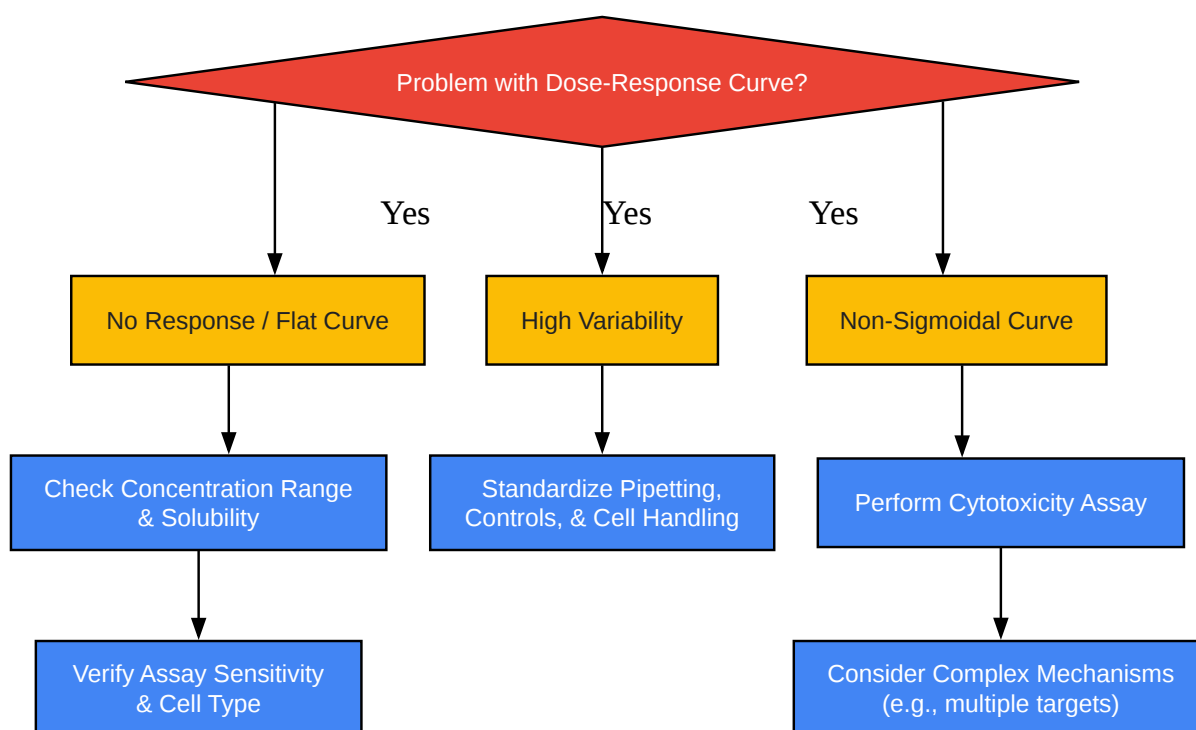 Problem with Dose-Response Curve?
Yes
Yes
Yes
No Response / Flat Curve
High Variability
Non-Sigmoidal Curve
Check Concentration Range
& Solubility
Standardize Pipetting,
Controls, & Cell Handling
Perform Cytotoxicity Assay
Verify Assay Sensitivity
& Cell Type
Consider Complex Mechanisms
(e.g., multiple targets)